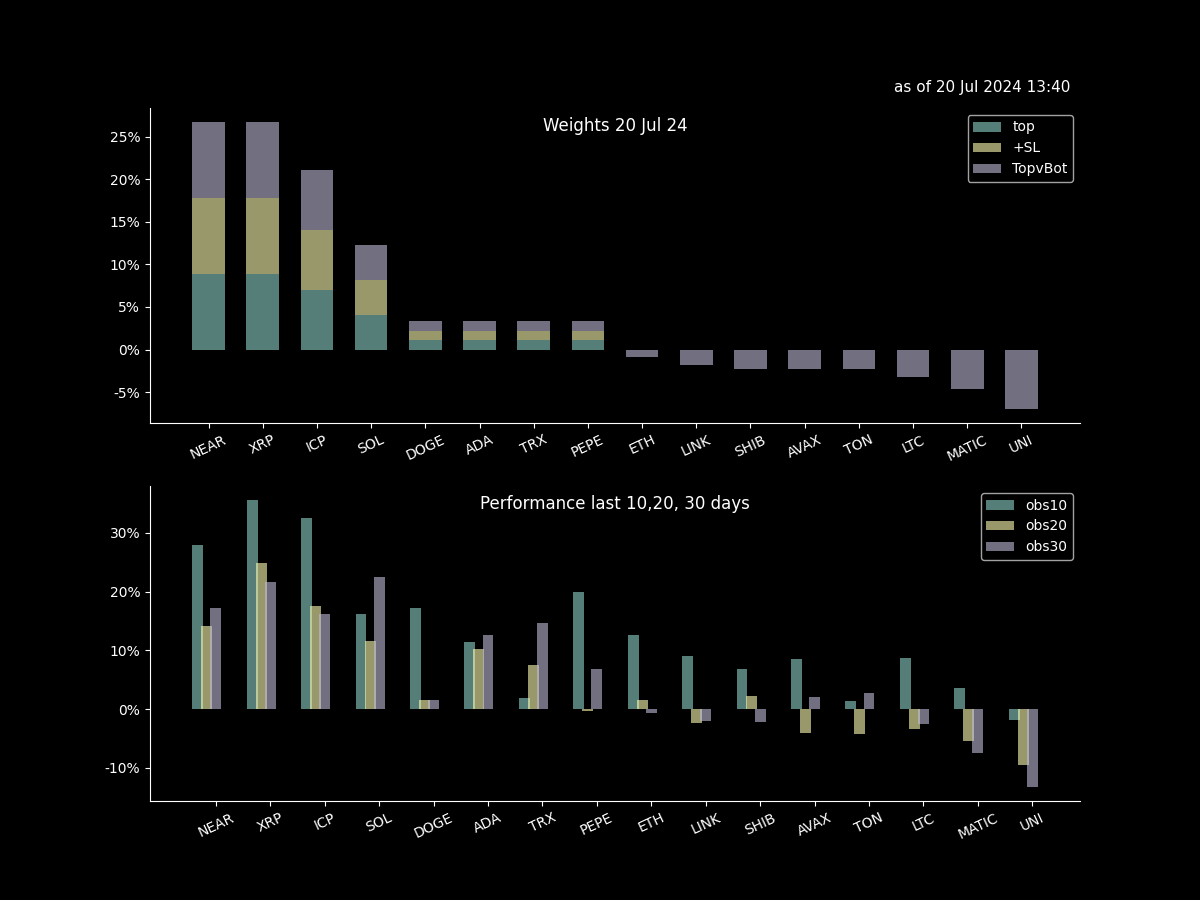 as of 20 Jul 2024 13:40
Weights 20 Jul 24
top
+SL
TopvBot
25%
20%
15%
10%
5%
0%
-5%
NEAR XRP ICP SOL DOGE ADA TRX PEPE ETH LINK SHIB AVAX TON LTC MATIC UNI
Performance last 10,20, 30 days
obs10
obs20
obs30
30%
20%
10%
0%
-10%
NEAR XRP ICP SOL DOGE ADA TRX PEPE ETH LINK SHIB AVAX TON LTC MATIC UNI